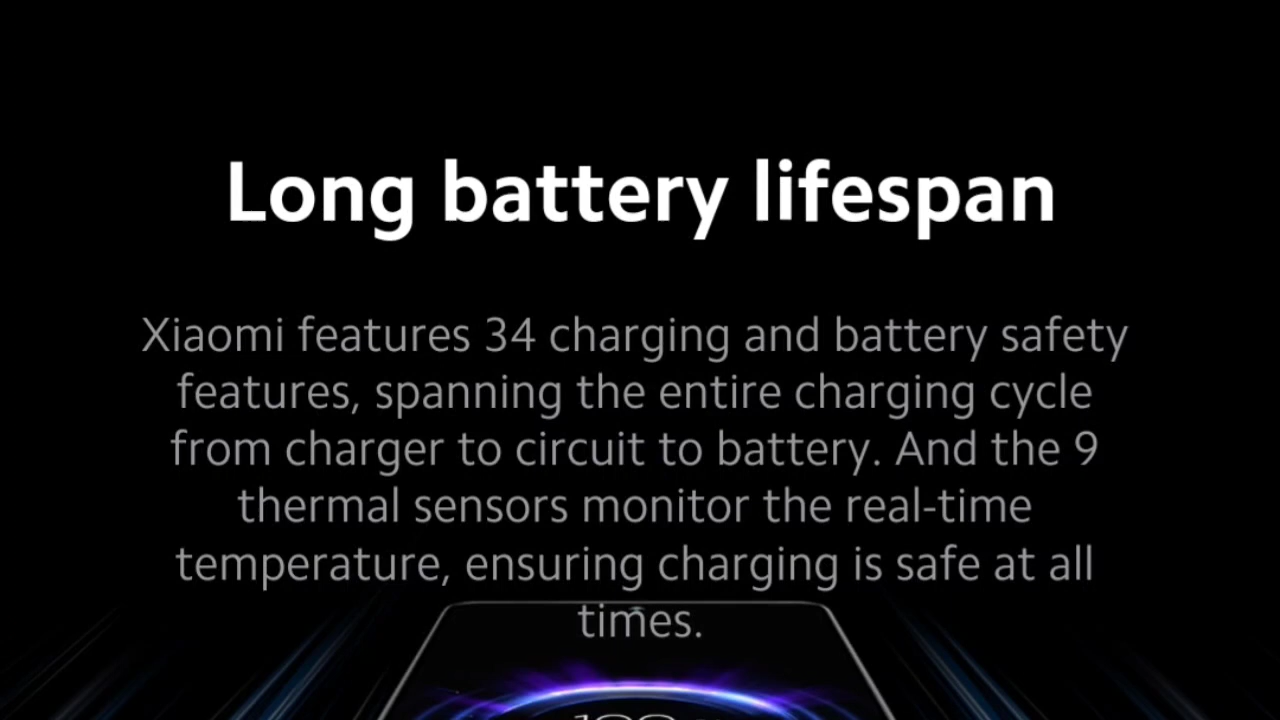 Long battery lifespan
Xiaomi features 34 charging and battery safety
features, spanning the entire charging cycle
from charger to circuit to battery. And the 9
thermal sensors monitor the real-time
temperature, ensuring charging is safe at all
times.